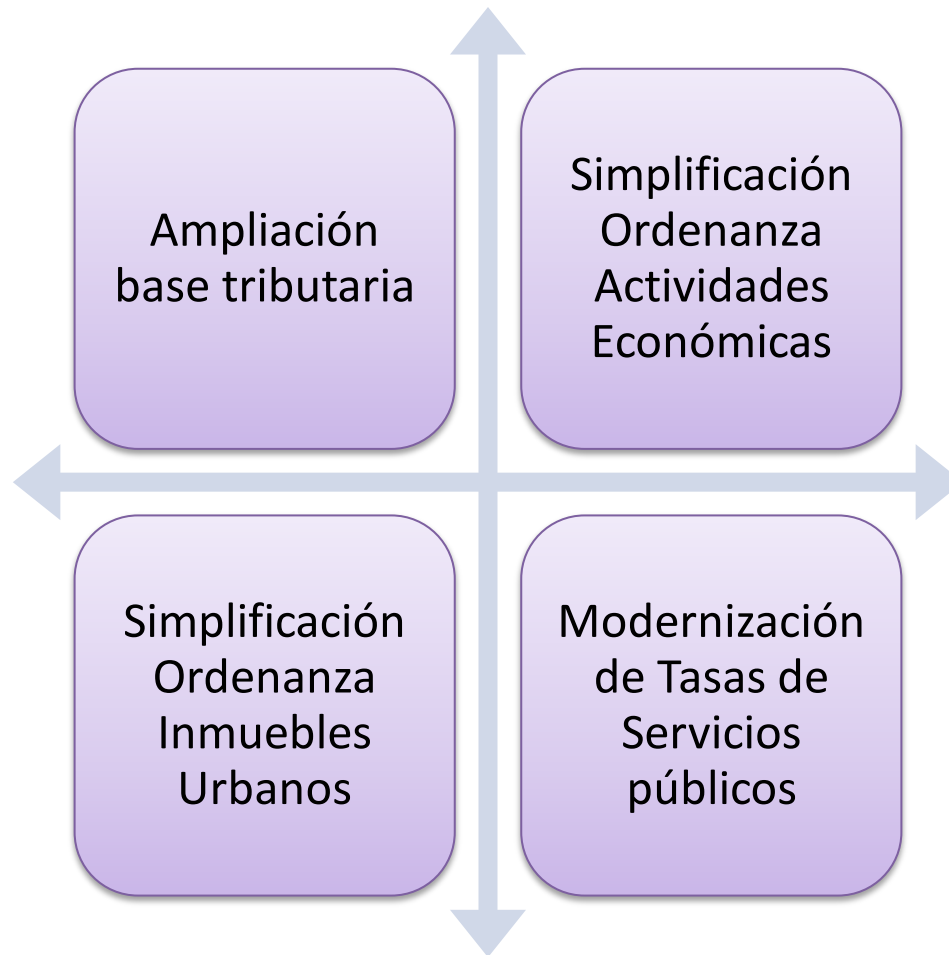 Ampliación
base tributaria
Simplificación
Ordenanza
Actividades
Económicas
Simplificación
Ordenanza
Inmuebles
Urbanos
Modernización
de Tasas de
Servicios
públicos